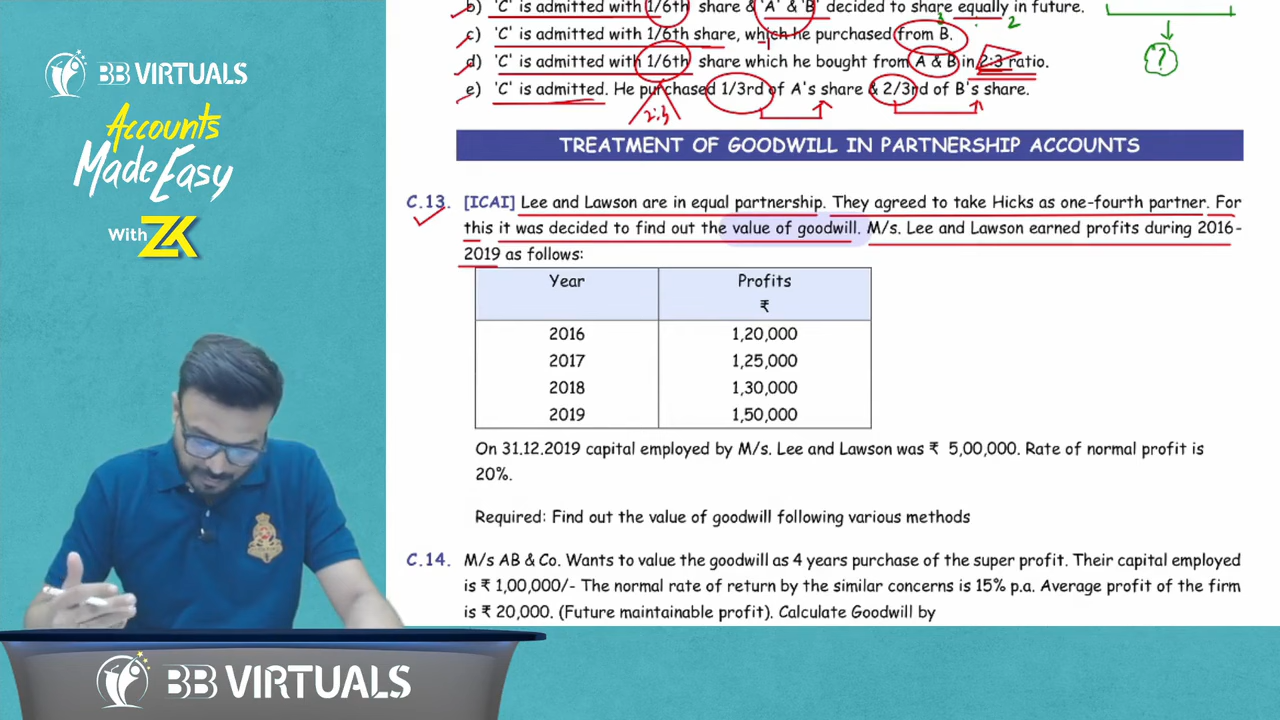 b) 'C' is admitted with 1/6th share & 'A' & 'B' decided to share equally in future.
3 : 2
c) 'C' is admitted with 1/6th share, which he purchased from B.
d) 'C' is admitted with 1/6th share which he bought from A & B in 2:3 ratio.
e) 'C' is admitted. He purchased 1/3rd of A's share & 2/3rd of B's share.
2:3
?
BB VIRTUALS
Accounts
Made Easy
With ZK
TREATMENT OF GOODWILL IN PARTNERSHIP ACCOUNTS
C.13. [ICAI] Lee and Lawson are in equal partnership. They agreed to take Hicks as one-fourth partner. For
this it was decided to find out the value of goodwill. M/s. Lee and Lawson earned profits during 2016-
2019 as follows:
Year Profits
₹
2016 1,20,000
2017 1,25,000
2018 1,30,000
2019 1,50,000
On 31.12.2019 capital employed by M/s. Lee and Lawson was ₹ 5,00,000. Rate of normal profit is
20%.
Required: Find out the value of goodwill following various methods
C.14. M/s AB & Co. Wants to value the goodwill as 4 years purchase of the super profit. Their capital employed
is ₹ 1,00,000/- The normal rate of return by the similar concerns is 15% p.a. Average profit of the firm
is ₹ 20,000. (Future maintainable profit). Calculate Goodwill by
BB VIRTUALS